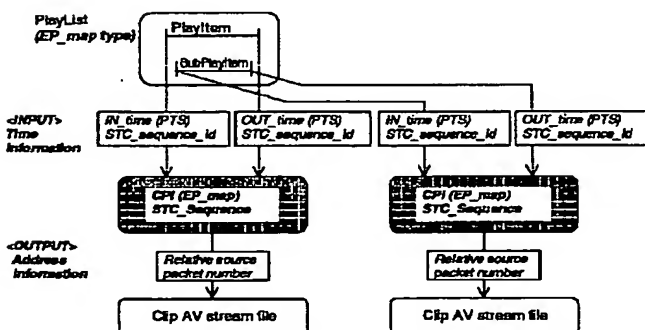 PlayList
(EP_map type)
PlayItem
SubPlayItem
<INPUT>
Time
Information
IN_time (PTS)
STC_sequence_id
OUT_time (PTS)
STC_sequence_id
IN_time (PTS)
STC_sequence_id
OUT_time (PTS)
STC_sequence_id
CPI (EP_map)
STC_Sequence
CPI (EP_map)
STC_Sequence
<OUTPUT>
Address
Information
Relative source
packet number
Relative source
packet number
Clip AV stream file
Clip AV stream file